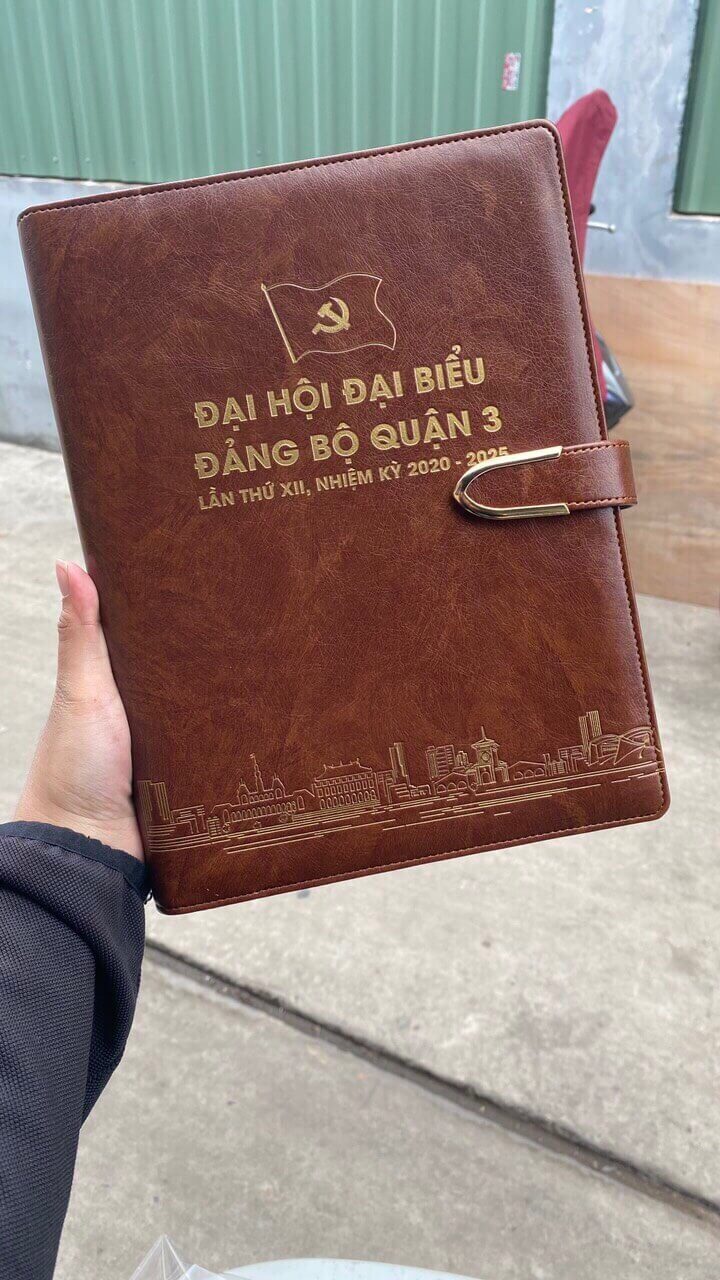 ĐẠI HỘI ĐẠI BIỂU
ĐẢNG BỘ QUẬN 3
LẦN THỨ XII, NHIỆM KỲ 2020 - 2025